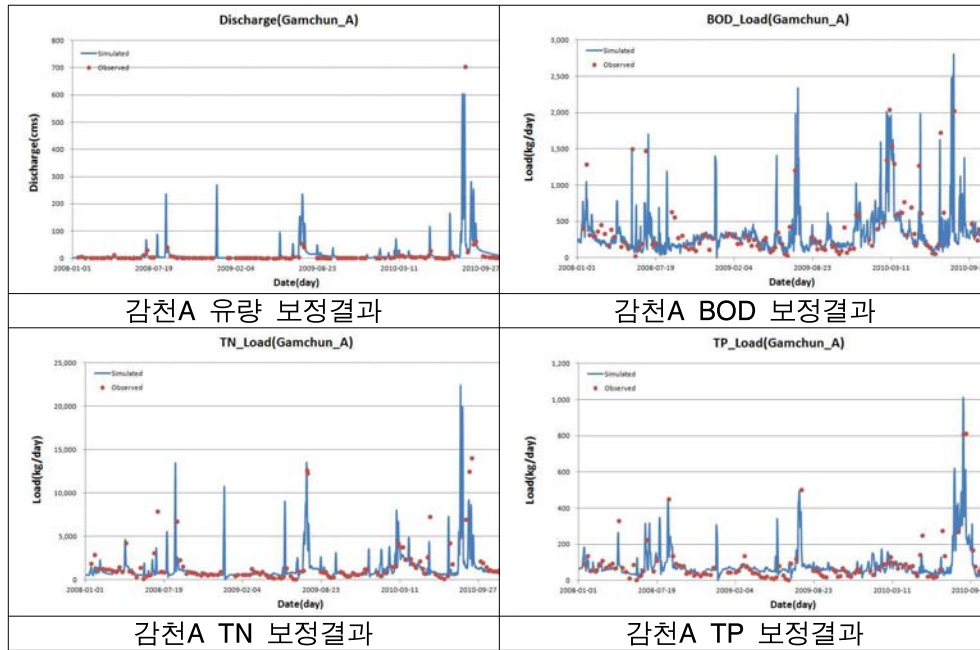 Discharge(Gamchun_A)
800
700
600
500
400
300
200
100
0
Discharge(cms)
Simulated
Observed
2008-01-01 2008-07-19 2009-02-04 2009-08-23 2010-03-11 2010-09-27
Date(day)
감천A 유량 보정결과
BOD_Load(Gamchun_A)
3,000
2,500
2,000
1,500
1,000
500
0
Load(kg/day)
Simulated
Observed
2008-01-01 2008-07-19 2009-02-04 2009-08-23 2010-03-11 2010-09-
Date(day)
감천A BOD 보정결과
TN_Load(Gamchun_A)
25,000
20,000
15,000
10,000
5,000
0
Load(kg/day)
Simulated
Observed
2008-01-01 2008-07-19 2009-02-04 2009-08-23 2010-03-11 2010-09-27
Date(day)
감천A TN 보정결과
TP_Load(Gamchun_A)
1,200
1,000
800
600
400
200
0
Load(kg/day)
Simulated
Observed
2008-01-01 2008-07-19 2009-02-04 2009-08-23 2010-03-11 2010-09-
Date(day)
감천A TP 보정결과